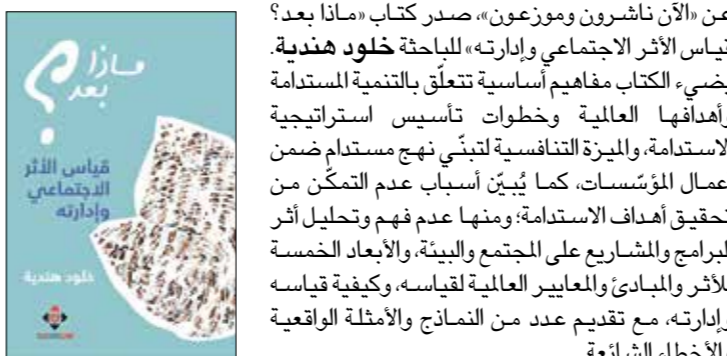 عن «الآن ناشرون وموزعون»، صدر كتاب «ماذا بعد؟
قياس الأثر الاجتماعي وإدارته» للباحثة خلود هندية.
يضيء الكتاب مفاهيم أساسية تتعلّق بالتنمية المستدامة
وأهدافها العالمية وخطوات تأسيس استراتيجية
لاستدامة، والميزة التنافسية لتبنّي نهج مستدام ضمن
عمال المؤسّسات، كما يُبيّن أسباب عدم التمكّن من
تحقيق أهداف الاستدامة؛ ومنها عدم فهم وتحليل أثر
لبرامج والمشاريع على المجتمع والبيئة، والأبعاد الخمسة
للأثر والمبادئ والمعايير العالمية لقياسه، وكيفية قياسه
وإدارته، مع تقديم عدد من النماذج والأمثلة الواقعية
والأخطاء الشائعة
ماذا
بعد
؟
قياس الأثر
الاجتماعي
وإدارته
خلود هندية